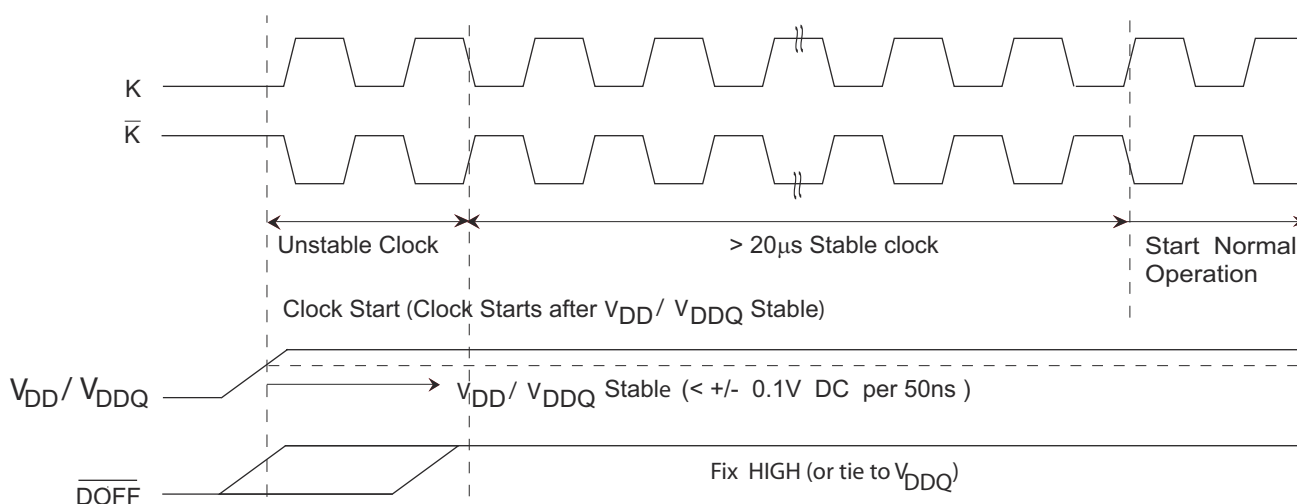 K
K̅
Unstable Clock
> 20μs Stable clock
Start Normal
Operation
Clock Start (Clock Starts after VDD/ VDDQ Stable)
VDD/ VDDQ
VDD/ VDDQ Stable (< +/- 0.1V DC per 50ns )
Fix HIGH (or tie to VDDQ)
DOFF